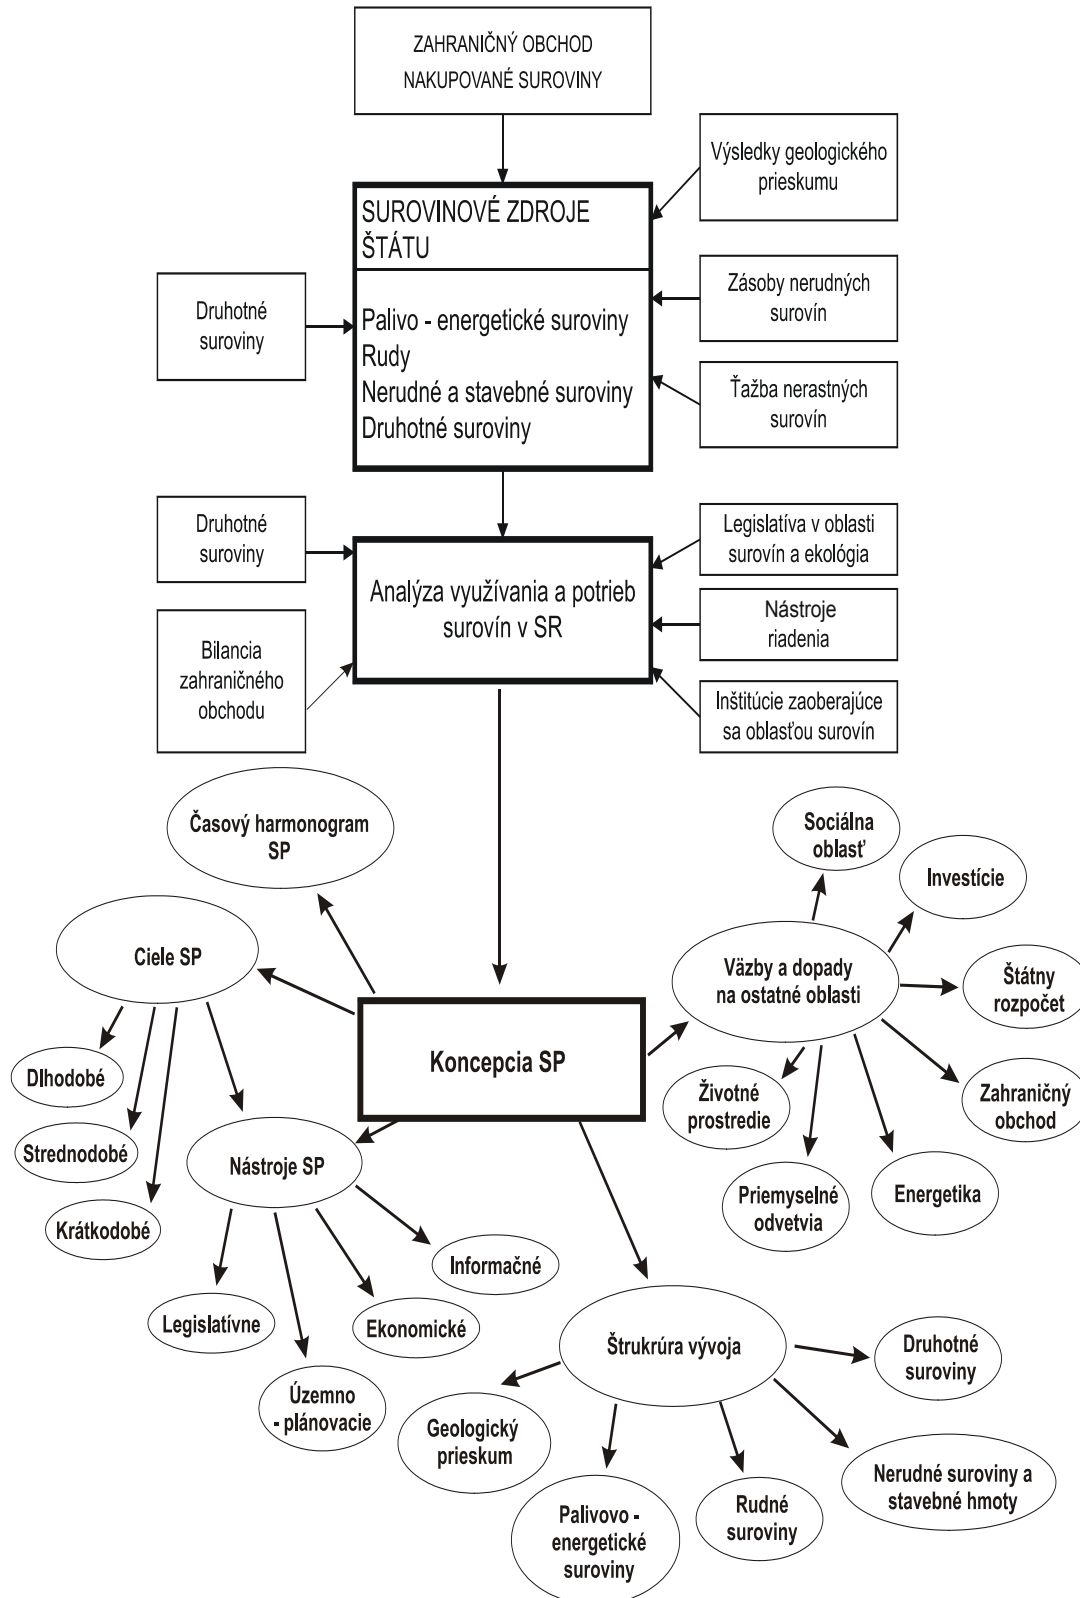 ZAHRANIČNÝ OBCHOD
NAKUPOVANÉ SUROVINY
Výsledky geologického
prieskumu
SUROVINOVÉ ZDROJE
ŠTÁTU
Palivo - energetické suroviny
Rudy
Nerudné a stavebné suroviny
Druhotné suroviny
Druhotné
suroviny
Zásoby nerudných
surovín
Ťažba nerastných
surovín
Druhotné
suroviny
Legislatíva v oblasti
surovín a ekológia
Analýza využívania a potrieb
surovín v SR
Nástroje
riadenia
Bilancia
zahraničného
obchodu
Inštitúcie zaoberajúce
sa oblasťou surovín
Časový harmonogram
SP
Sociálna
oblasť
Investície
Ciele SP
Väzby a dopady
na ostatné oblasti
Štátny
rozpočet
Koncepcia SP
Dlhodobé
Životné
prostredie
Zahraničný
obchod
Strednodobé
Nástroje SP
Krátkodobé
Priemyselné
odvetvia
Energetika
Informačné
Legislatívne
Ekonomické
Štrukrúra vývoja
Druhotné
suroviny
Územno
- plánovacie
Geologický
prieskum
Nerudné suroviny a
stavebné hmoty
Palivovo -
energetické
suroviny
Rudné
suroviny